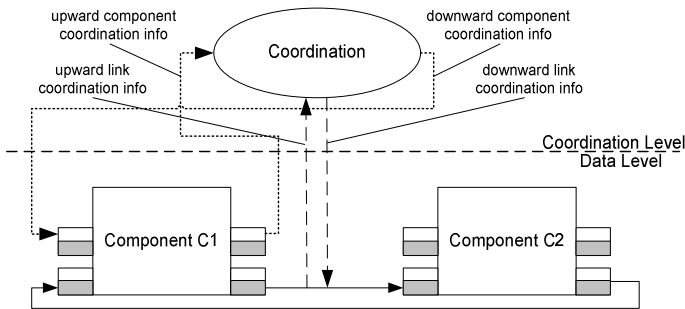 upward component
coordination info
downward component
coordination info
Coordination
upward link
coordination info
downward link
coordination info
Coordination Level
Data Level
Component C1
Component C2